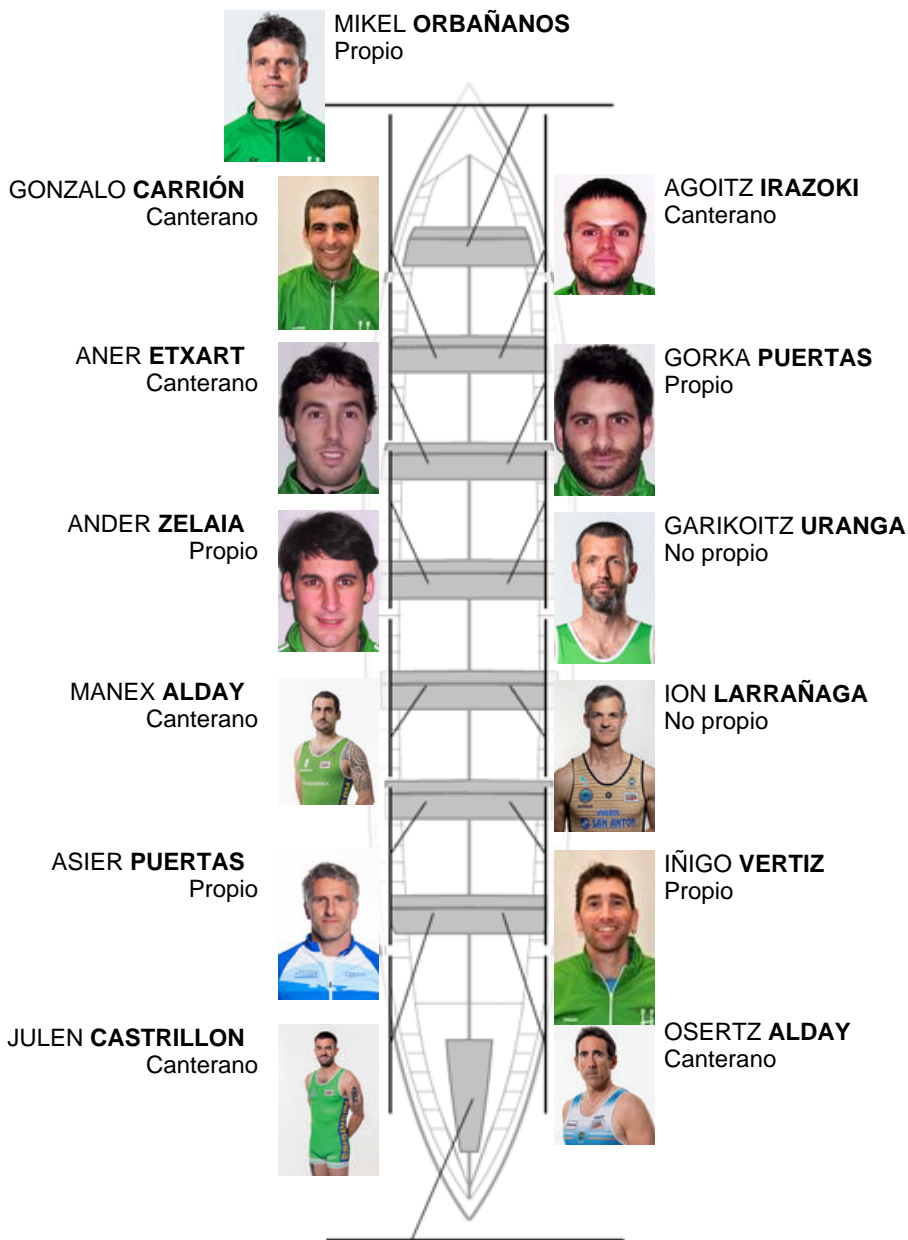 MIKEL ORBAÑANOS
Propio
GONZALO CARRIÓN
Canterano
AGOITZ IRAZOKI
Canterano
ANER ETXART
Canterano
GORKA PUERTAS
Propio
ANDER ZELAIA
Propio
GARIKOITZ URANGA
No propio
MANEX ALDAY
Canterano
ION LARRAÑAGA
No propio
SAN ANTON
ASIER PUERTAS
Propio
IÑIGO VERTIZ
Propio
JULEN CASTRILLON
Canterano
OSERTZ ALDAY
Canterano